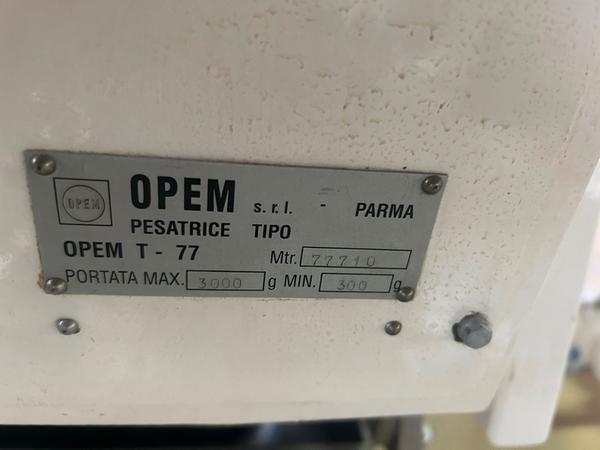 OPEM
OPEM s.r.l. - PARMA
PESATRICE TIPO
OPEM T - 77 Mtr. 77710
PORTATA MAX. 3000 g MIN. 300 g